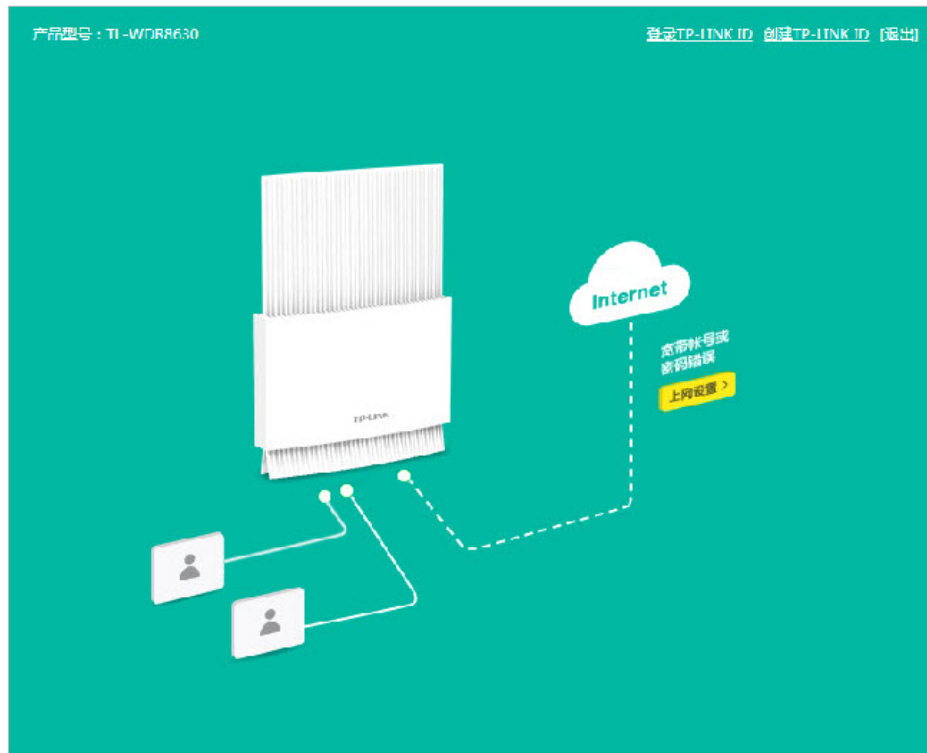 产品型号：TL-WDR8630
登录TP-LINK ID 创建TP-LINK ID [退出]
Internet
宽带帐号或
密码错误
上网设置 >
TP-LINK